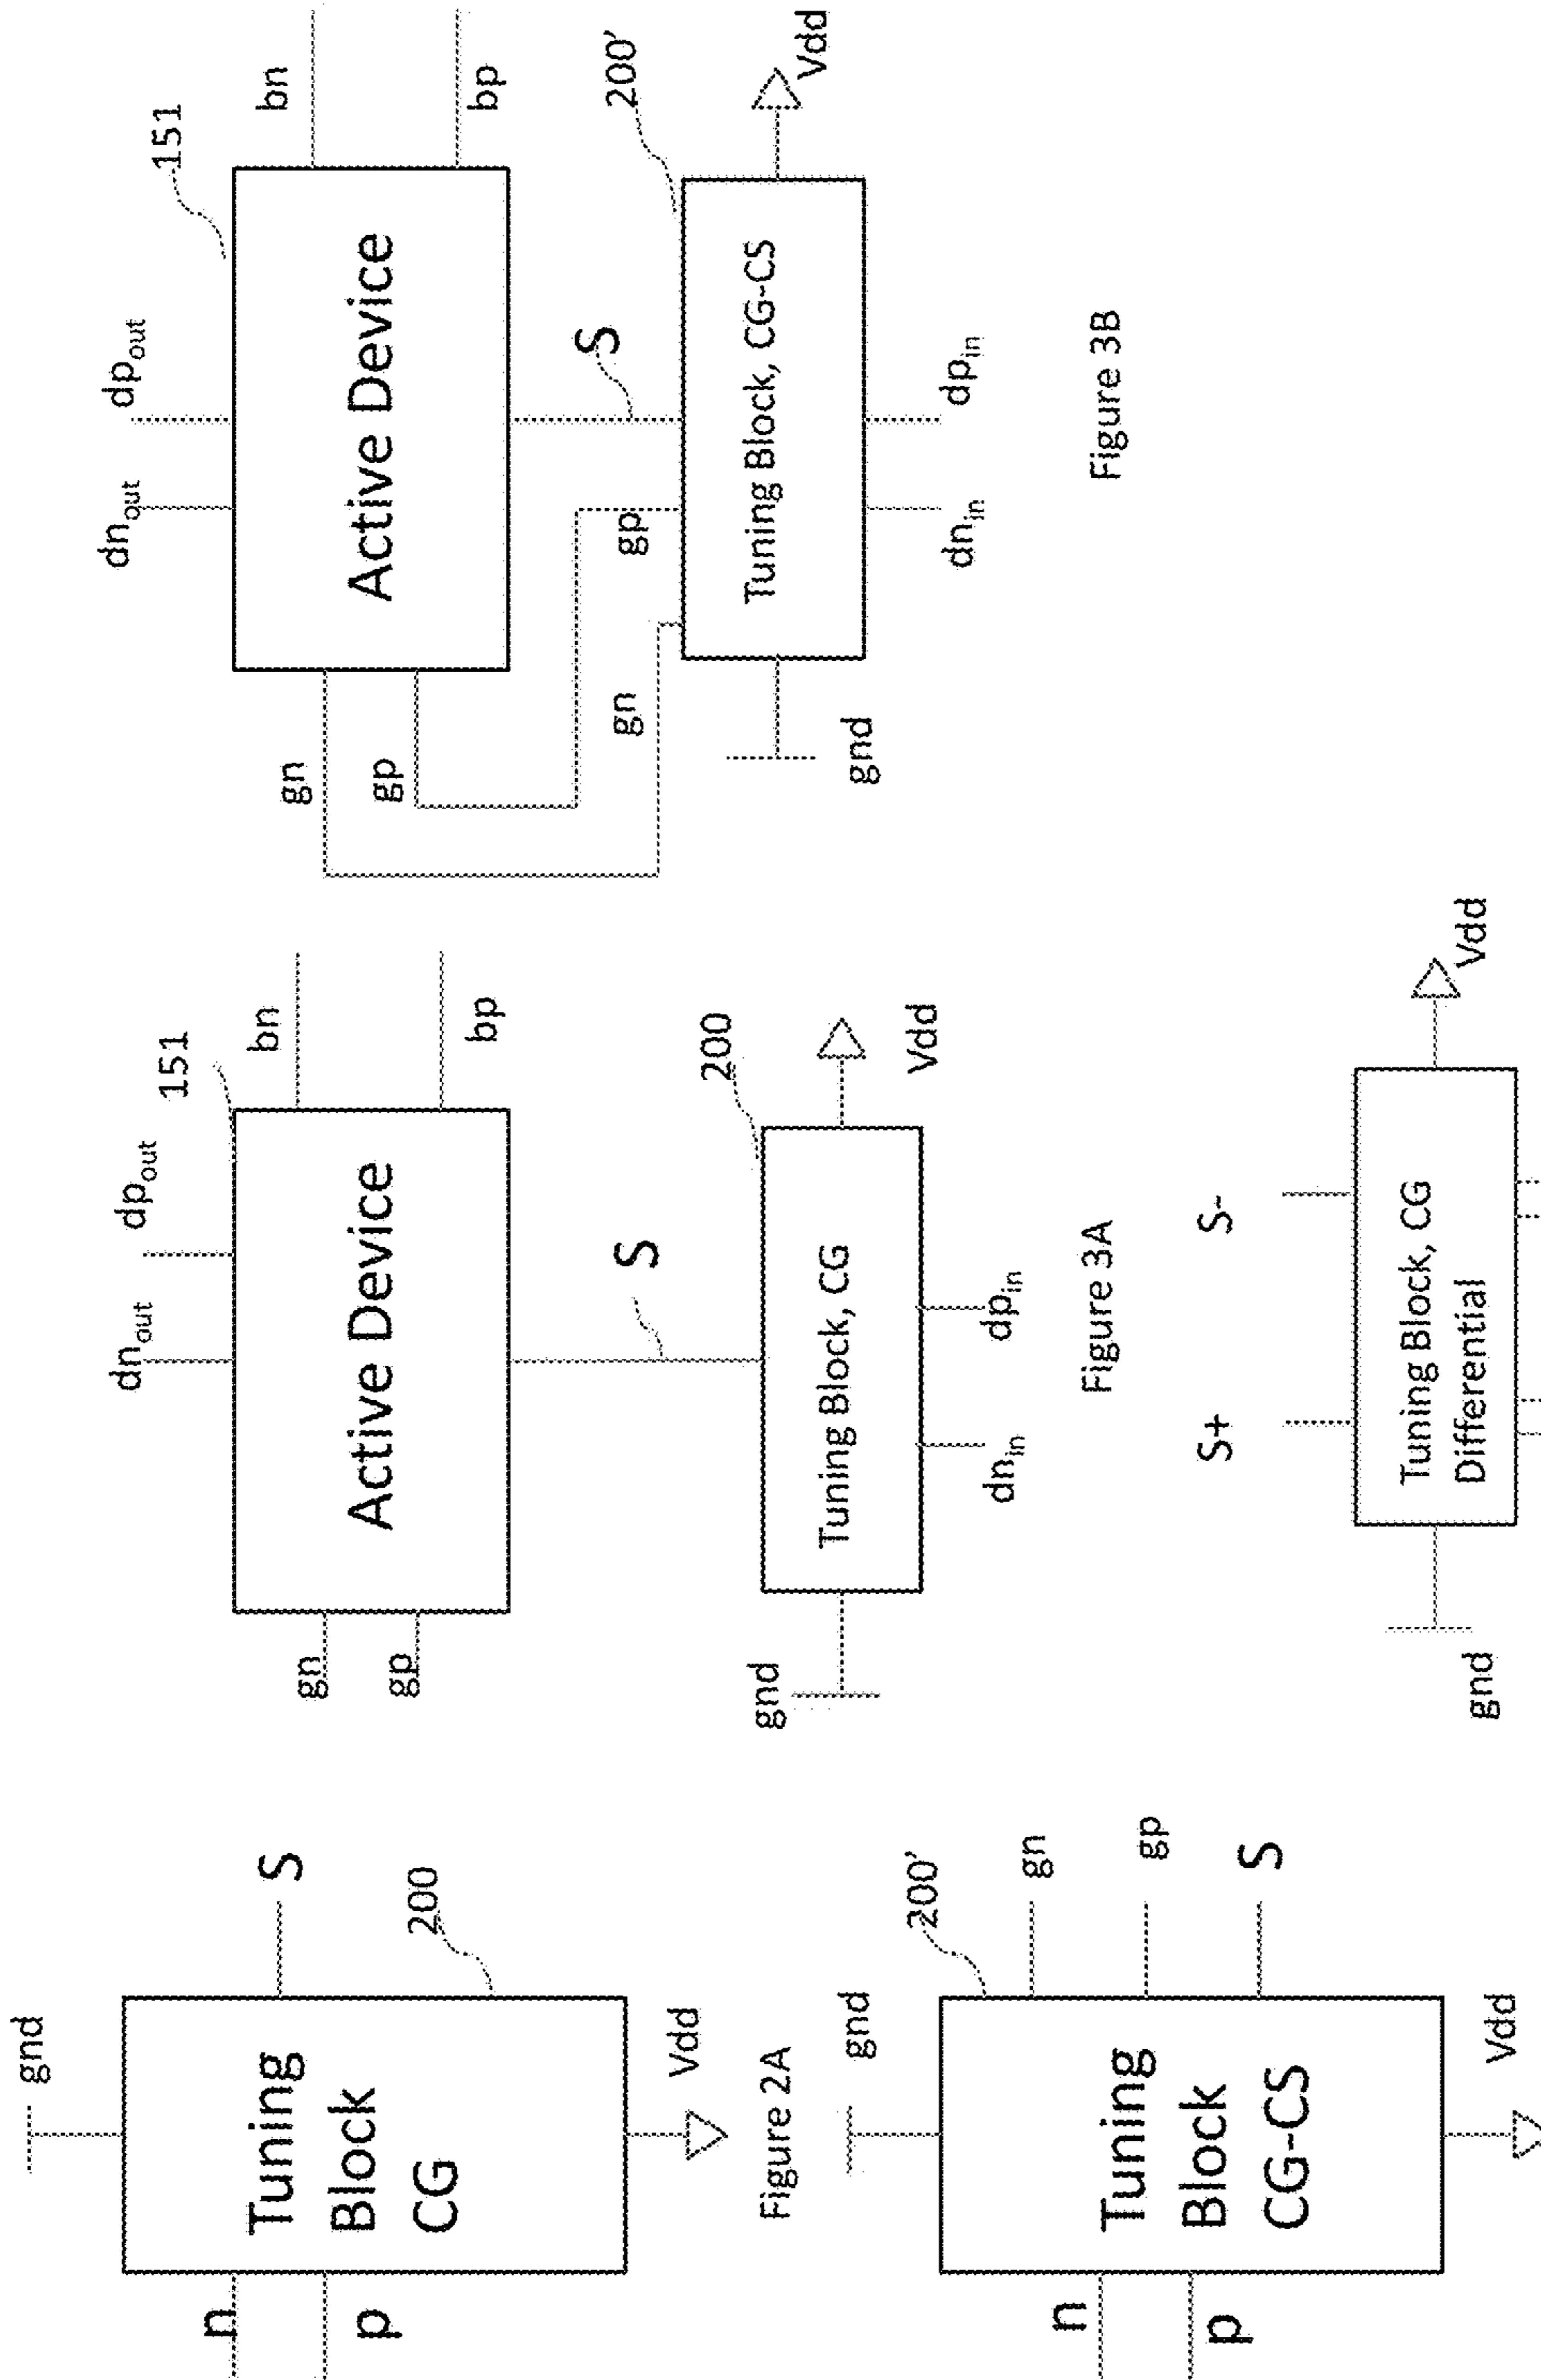 gnd
n
p
Tuning
Block
CG
S
200
Vdd
Figure 2A
gnd
200'
n
p
Tuning
Block
CG-CS
gn
gp
S
Vdd
dn_out
dp_out
151
gn
gp
Active Device
bn
bp
S
200
gnd
Tuning Block, CG
Vdd
dn_in
dp_in
Figure 3A
S+
S-
gnd
Tuning Block, CG
Differential
Vdd
dn_out
dp_out
151
gn
gp
Active Device
bn
bp
S
gp
gn
200'
gnd
Tuning Block, CG-CS
Vdd
dn_in
dp_in
Figure 3B